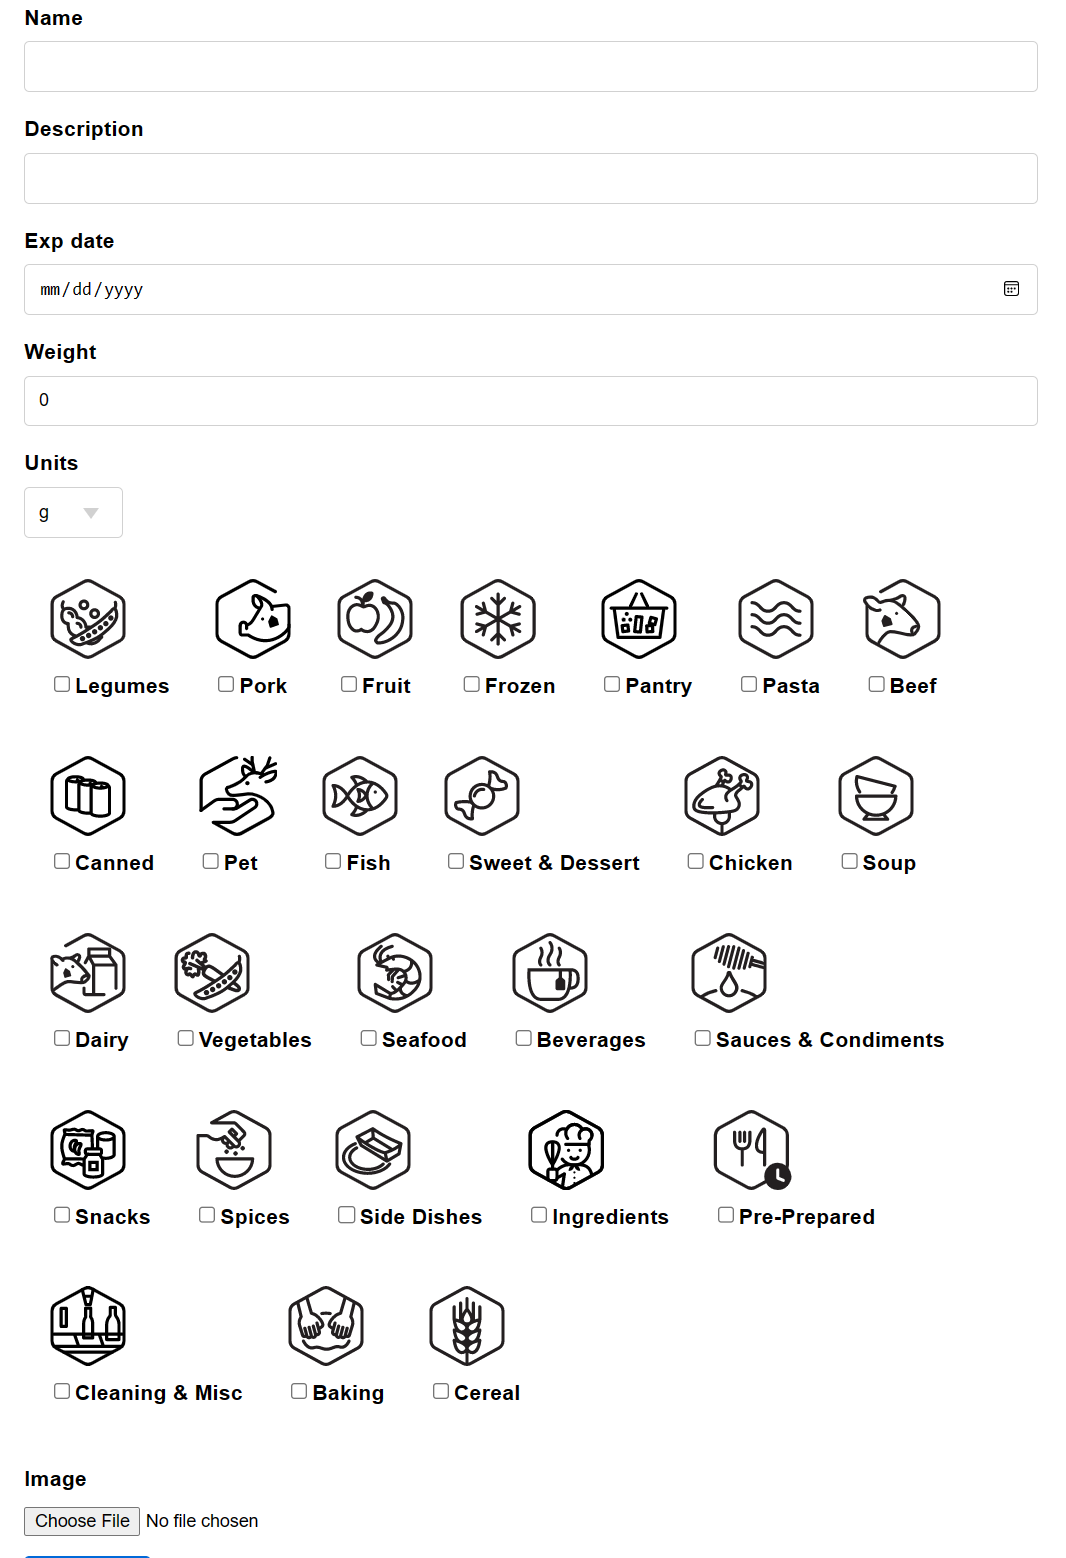 Name
Description
Exp date
mm/dd/yyyy
Weight
0
Units
g
Legumes Pork Fruit Frozen Pantry Pasta Beef
Canned Pet Fish Sweet & Dessert Chicken Soup
Dairy Vegetables Seafood Beverages Sauces & Condiments
Snacks Spices Side Dishes Ingredients Pre-Prepared
Cleaning & Misc Baking Cereal
Image
Choose File No file chosen